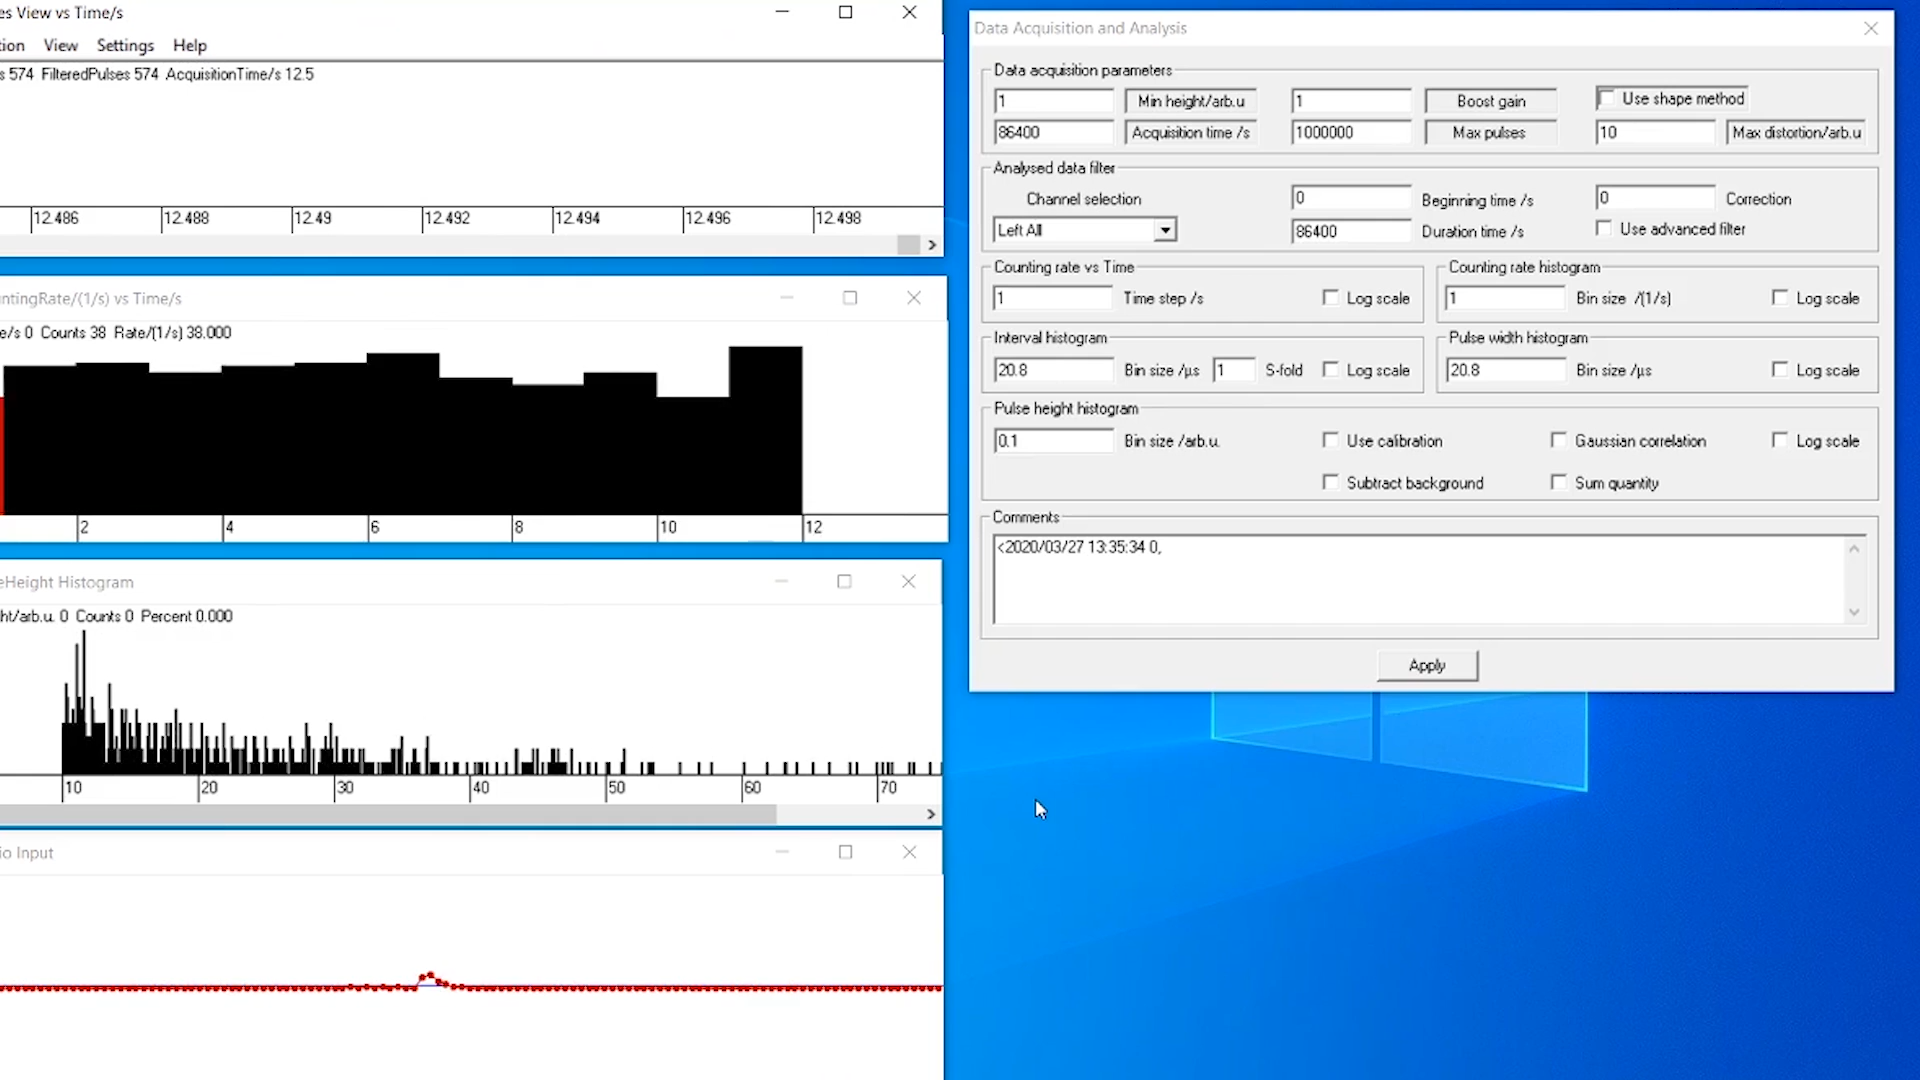 es View vs Time/s
tion View Settings Help
s 574 FilteredPulses 574 AcquisitionTime/s 12.5
12.486 12.488 12.49 12.492 12.494 12.496 12.498
untingRate/(1/s) vs Time/s
e/s 0 Counts 38 Rate/(1/s) 38.000
2 4 6 8 10 12
eHeight Histogram
ht/arb.u. 0 Counts 0 Percent 0.000
10 20 30 40 50 60 70
io Input
Data Acquisition and Analysis
Data acquisition parameters
1 Min height/arb.u 1 Boost gain Use shape method
86400 Acquisition time /s 1000000 Max pulses 10 Max distortion/arb.u
Analysed data filter
Channel selection 0 Beginning time /s 0 Correction
Left All 86400 Duration time /s Use advanced filter
Counting rate vs Time Counting rate histogram
1 Time step /s Log scale 1 Bin size /(1/s) Log scale
Interval histogram Pulse width histogram
20.8 Bin size /µs 1 S-fold Log scale 20.8 Bin size /µs Log scale
Pulse height histogram
0.1 Bin size /arb.u. Use calibration Gaussian correlation Log scale
Subtract background Sum quantity
Comments
<2020/03/27 13:35:34 0,
Apply